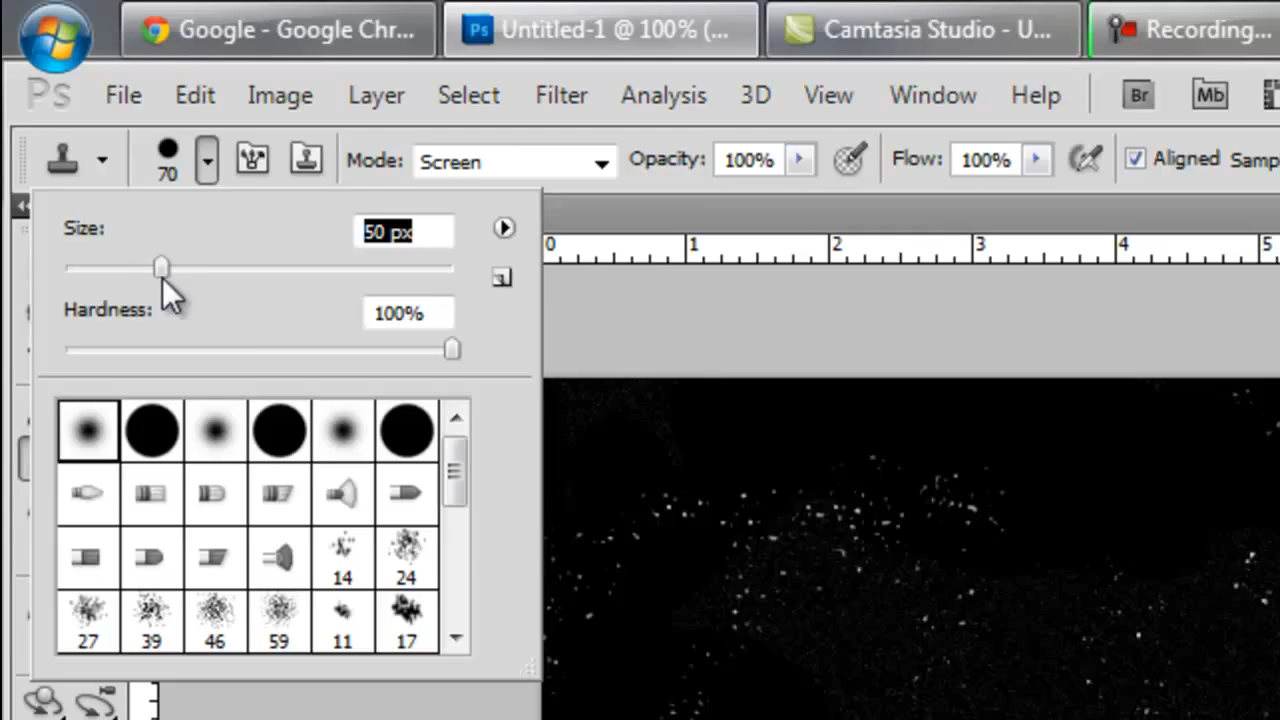 Google - Google Chr... Ps Untitled-1 @ 100% (... Camtasia Studio - U... Recording...
Ps File Edit Image Layer Select Filter Analysis 3D View Window Help Br Mb
70 Mode: Screen Opacity: 100% Flow: 100% Aligned Samp
Size: 50 px
0 1 2 3 4 5
Hardness: 100%
14 24
27 39 46 59 11 17